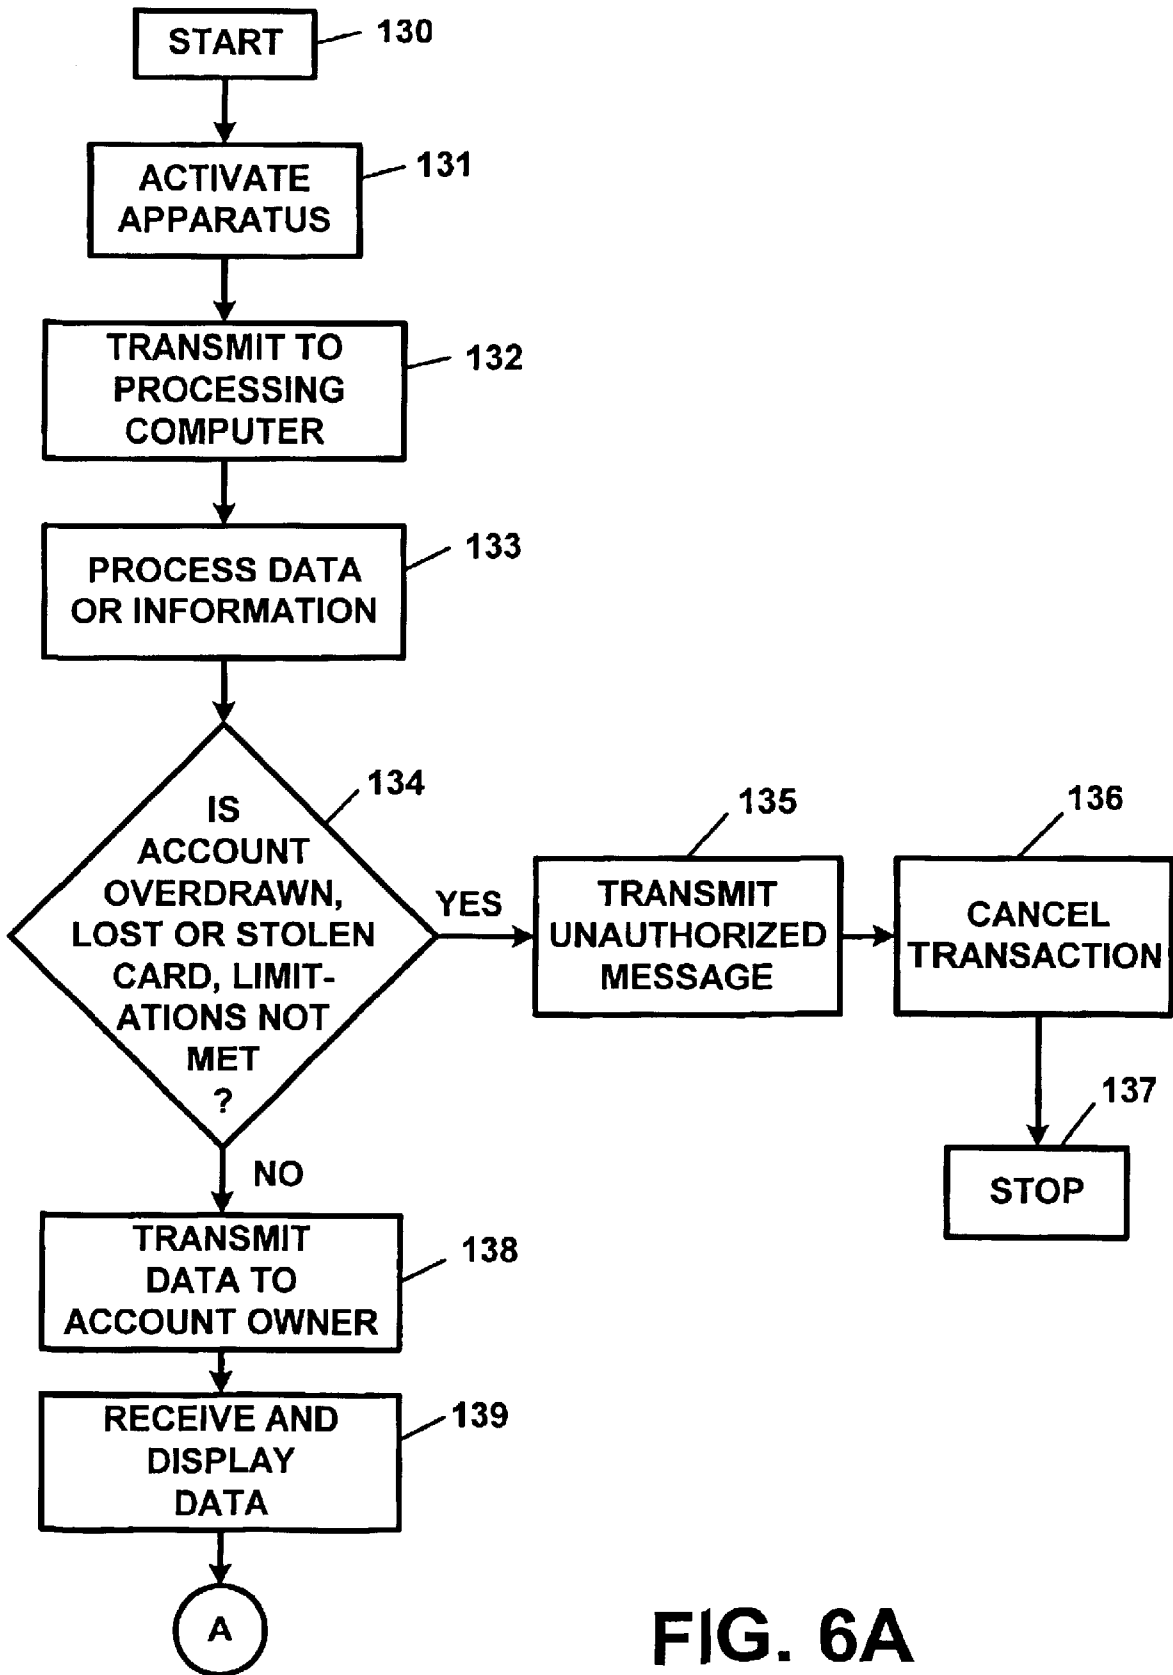 START
130
ACTIVATE
APPARATUS
131
TRANSMIT TO
PROCESSING
COMPUTER
132
PROCESS DATA
OR INFORMATION
133
IS
ACCOUNT
OVERDRAWN,
LOST OR STOLEN
CARD, LIMIT-
ATIONS NOT
MET
?
134
YES
TRANSMIT
UNAUTHORIZED
MESSAGE
135
CANCEL
TRANSACTION
136
STOP
137
NO
TRANSMIT
DATA TO
ACCOUNT OWNER
138
RECEIVE AND
DISPLAY
DATA
139
A
FIG. 6A